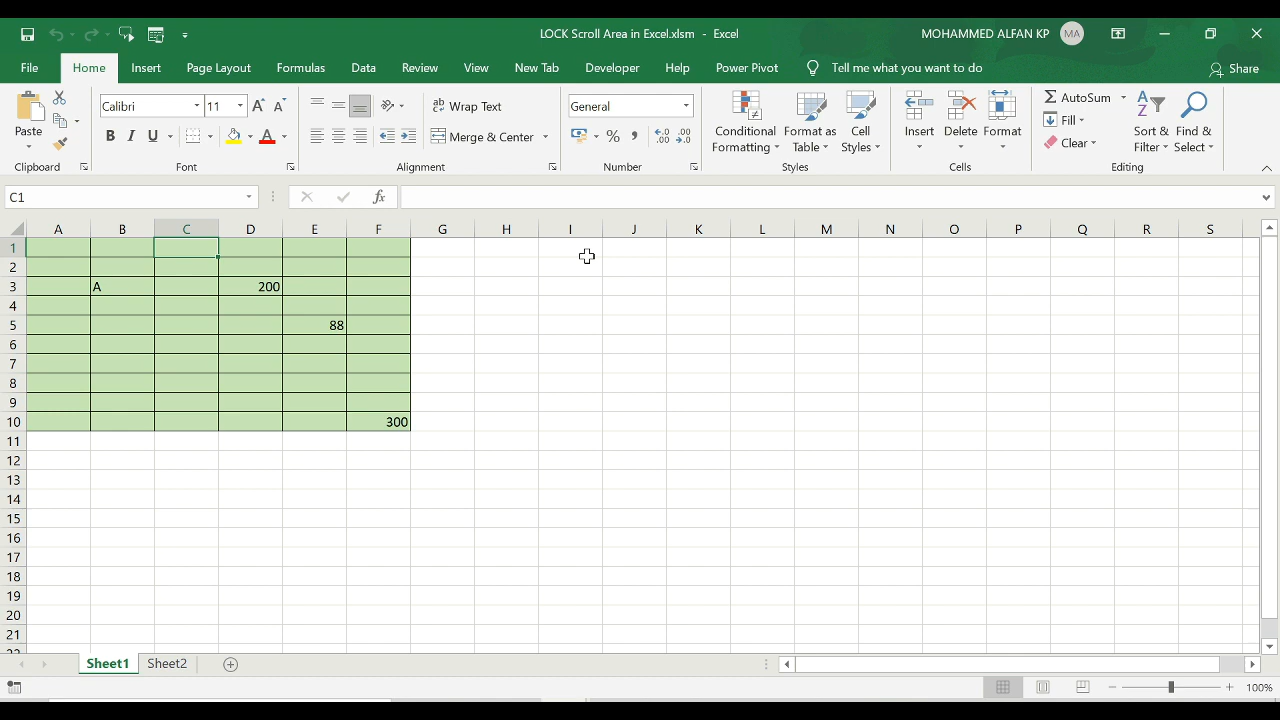 LOCK Scroll Area in Excel.xlsm - Excel
MOHAMMED ALFAN KP MA
File Home Insert Page Layout Formulas Data Review View New Tab Developer Help Power Pivot Tell me what you want to do Share
Calibri 11 A A Wrap Text General AutoSum
Fill
B I U A Merge & Center % , Clear
Paste Conditional Formatting Format as Table Cell Styles Insert Delete Format Sort & Filter Find & Select
Clipboard Font Alignment Number Styles Cells Editing
C1 fx
A B C D E F G H I J K L M N O P Q R S
1
2
3 A 200
4
5 88
6
7
8
9
10 300
11
12
13
14
15
16
17
18
19
20
21
Sheet1 Sheet2
100%